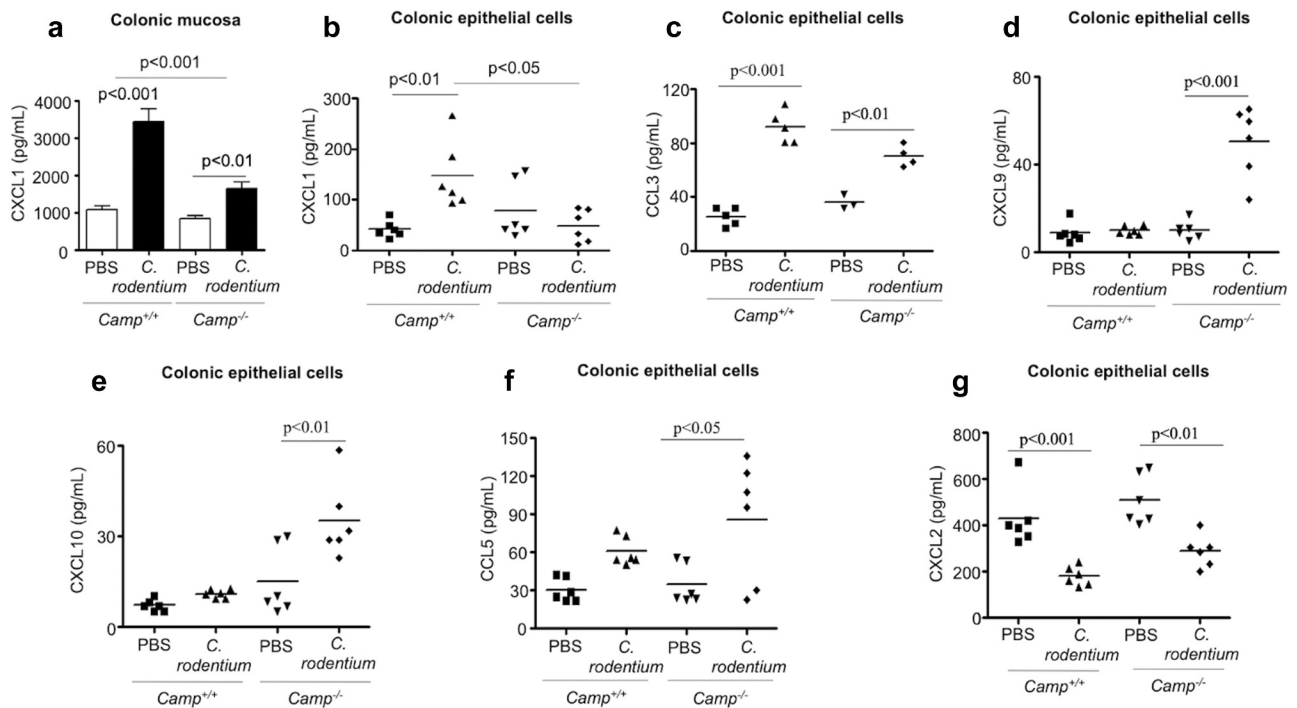 a
Colonic mucosa
p<0.001
p<0.001
p<0.01
CXCL1 (pg/mL)
4000
3000
2000
1000
0
PBS
C.
rodentium
PBS
C.
rodentium
Camp+/+
Camp-/-
b
Colonic epithelial cells
p<0.01
p<0.05
CXCL1 (pg/mL)
300
200
100
0
PBS
C.
rodentium
PBS
C.
rodentium
Camp+/+
Camp-/-
c
Colonic epithelial cells
p<0.001
p<0.01
CCL3 (pg/mL)
120
80
40
0
PBS
C.
rodentium
PBS
C.
rodentium
Camp+/+
Camp-/-
d
Colonic epithelial cells
p<0.001
CXCL9 (pg/mL)
80
40
0
PBS
C.
rodentium
PBS
C.
rodentium
Camp+/+
Camp-/-
e
Colonic epithelial cells
p<0.01
CXCL10 (pg/mL)
60
30
0
PBS
C.
rodentium
PBS
C.
rodentium
Camp+/+
Camp-/-
f
Colonic epithelial cells
p<0.05
CCL5 (pg/mL)
150
120
90
60
30
0
PBS
C.
rodentium
PBS
C.
rodentium
Camp+/+
Camp-/-
g
Colonic epithelial cells
p<0.001
p<0.01
CXCL2 (pg/mL)
800
600
400
200
0
PBS
C.
rodentium
PBS
C.
rodentium
Camp+/+
Camp-/-